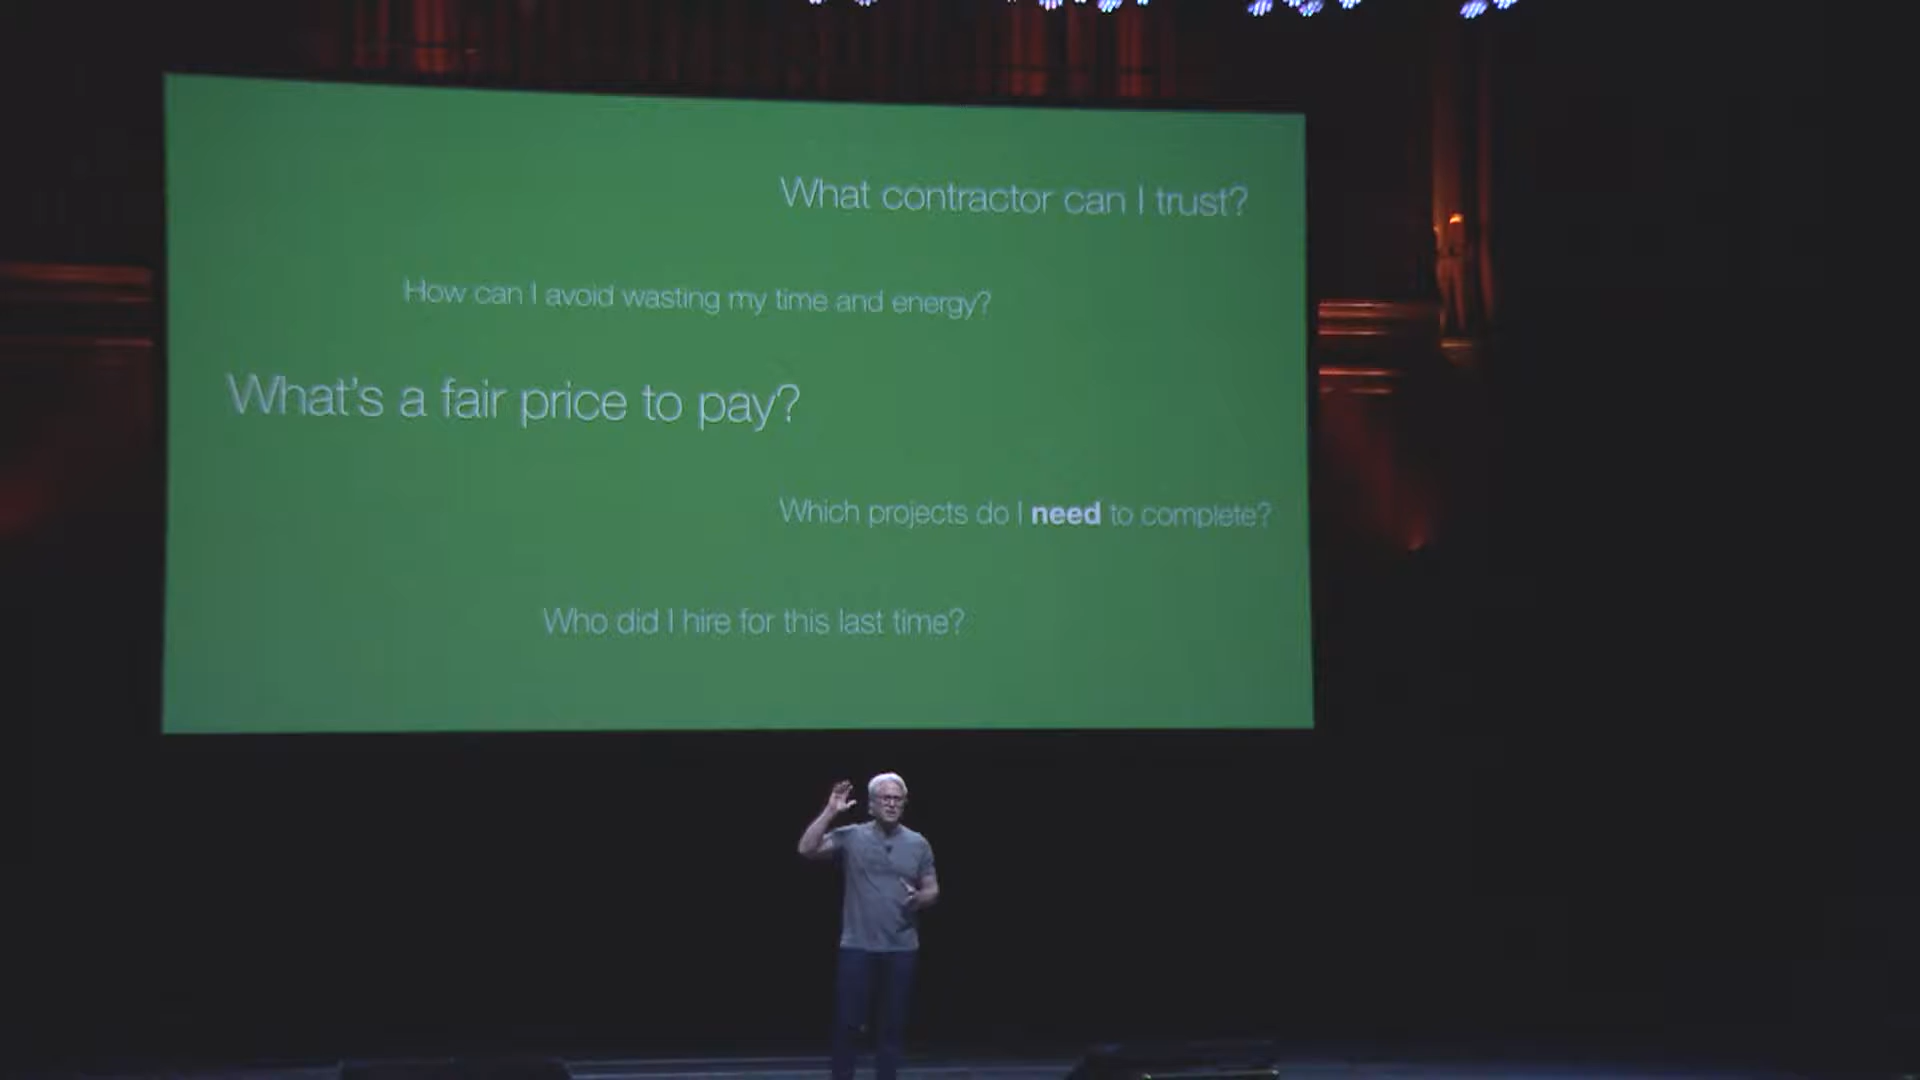 What contractor can I trust?
How can I avoid wasting my time and energy?
What's a fair price to pay?
Which projects do I need to complete?
Who did I hire for this last time?